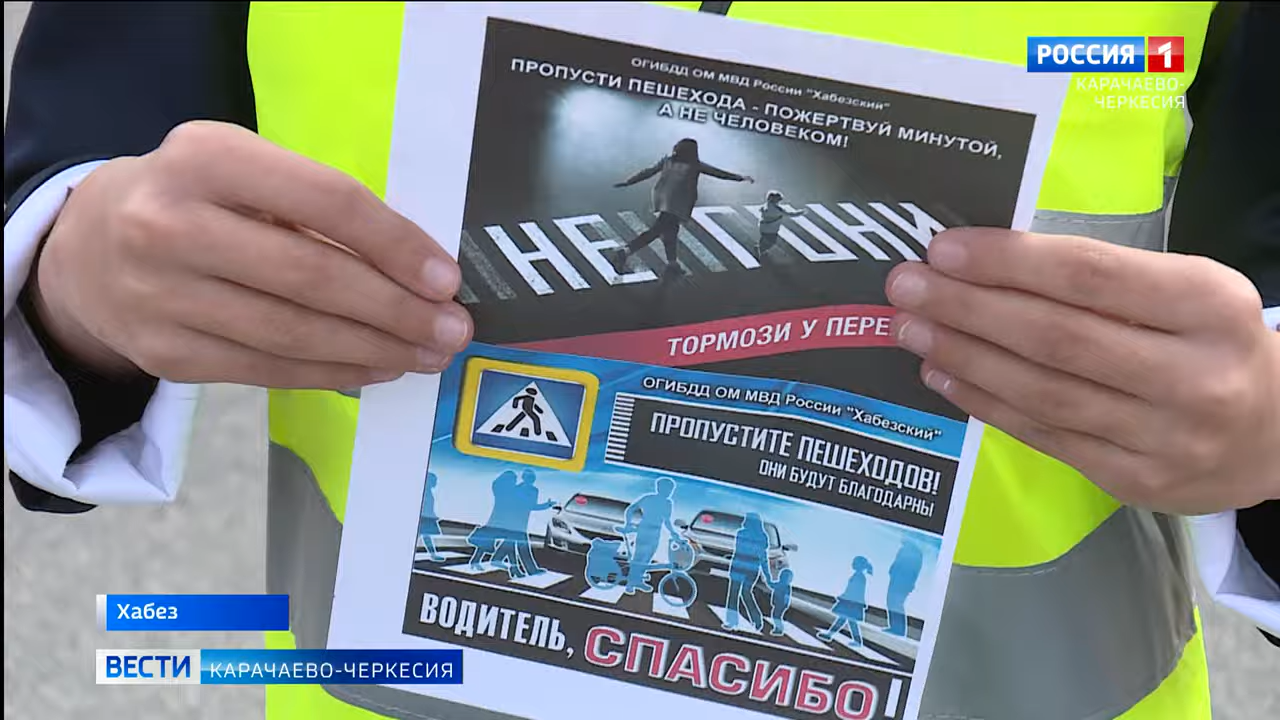 РОССИЯ 1
КАРАЧАЕВО-
ЧЕРКЕСИЯ
ОГИБДД ОМ МВД России "Хабезский"
ПРОПУСТИ ПЕШЕХОДА - ПОЖЕРТВУЙ МИНУТОЙ,
А НЕ ЧЕЛОВЕКОМ!
НЕ ГОНИ
ТОРМОЗИ У ПЕРЕ
ОГИБДД ОМ МВД России "Хабезский"
ПРОПУСТИТЕ ПЕШЕХОДОВ!
ОНИ БУДУТ БЛАГОДАРНЫ
ВОДИТЕЛЬ, СПАСИБО!
Хабез
ВЕСТИ КАРАЧАЕВО-ЧЕРКЕСИЯ